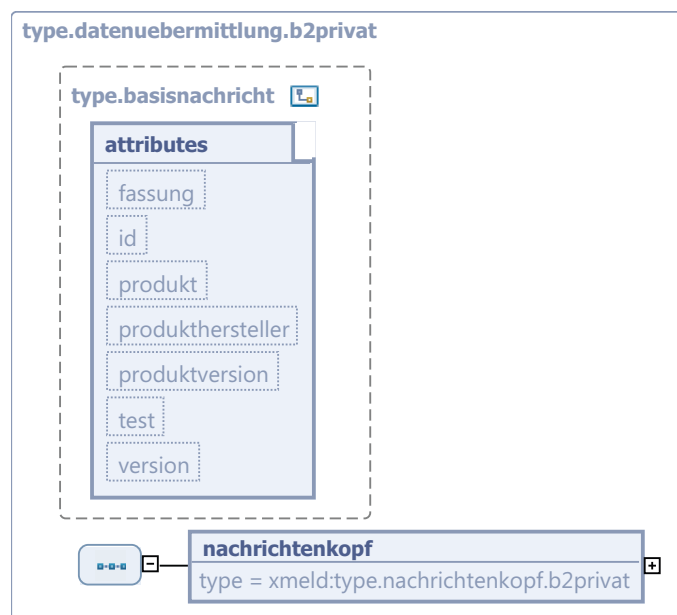 type.datenuebermittlung.b2privat
type.basisnachricht
attributes
fassung
id
produkt
produkthersteller
produktversion
test
version
nachrichtenkopf
type = xmeld:type.nachrichtenkopf.b2privat